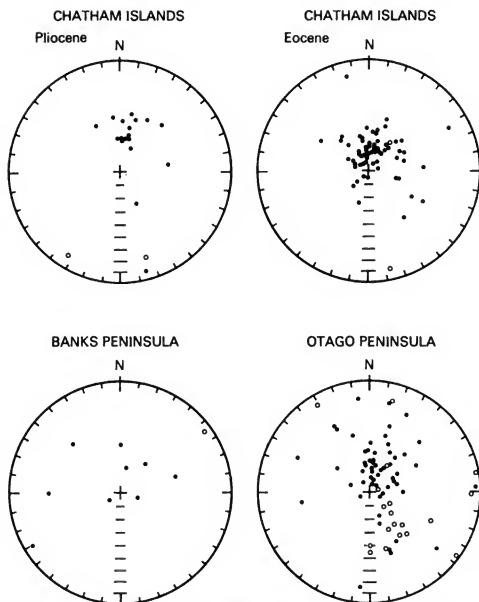 CHATHAM ISLANDS
Pliocene
N
CHATHAM ISLANDS
Eocene
N
BANKS PENINSULA
N
OTAGO PENINSULA
N